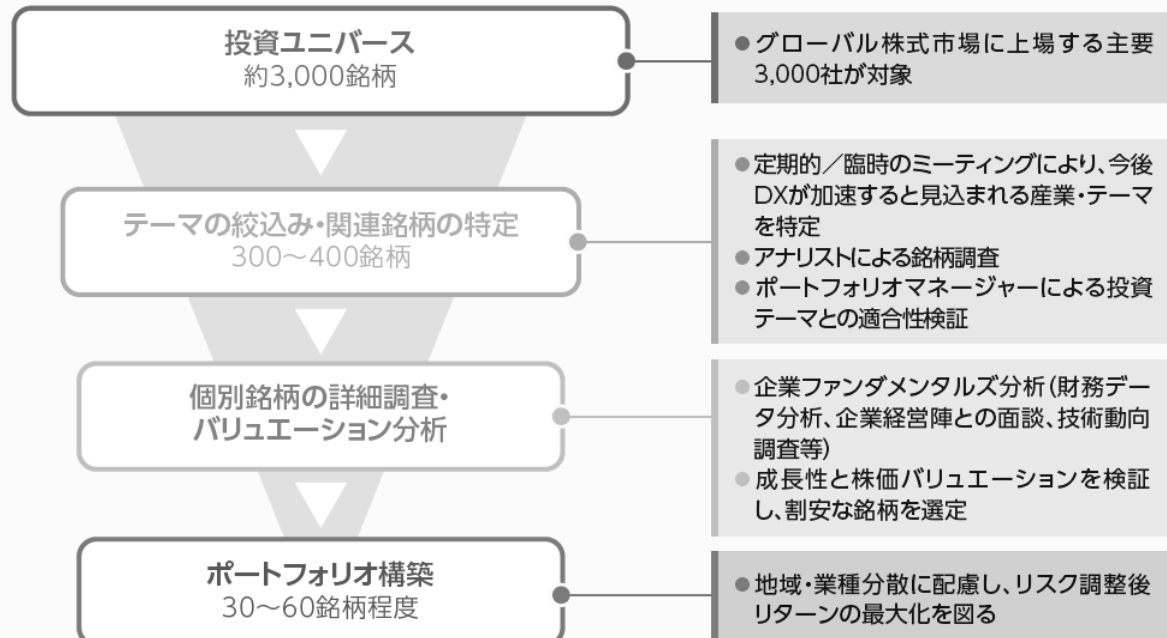 投資ユニバース
約3,000銘柄
●グローバル株式市場に上場する主要
3,000社が対象
テーマの絞込み・関連銘柄の特定
300〜400銘柄
●定期的／臨時のミーティングにより、今後
DXが加速すると見込まれる産業・テーマ
を特定
●アナリストによる銘柄調査
●ポートフォリオマネージャーによる投資
テーマとの適合性検証
個別銘柄の詳細調査・
バリュエーション分析
●企業ファンダメンタルズ分析（財務デー
タ分析、企業経営陣との面談、技術動向
調査等）
●成長性と株価バリュエーションを検証
し、割安な銘柄を選定
ポートフォリオ構築
30〜60銘柄程度
●地域・業種分散に配慮し、リスク調整後
リターンの最大化を図る